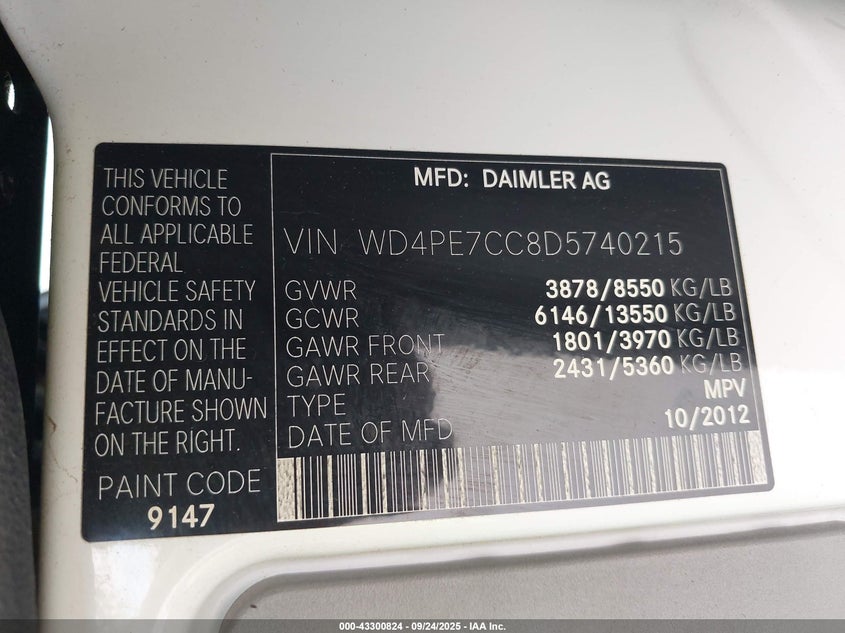 THIS VEHICLE
CONFORMS TO
ALL APPLICABLE
FEDERAL
VEHICLE SAFETY
STANDARDS IN
EFFECT ON THE
DATE OF MANU-
FACTURE SHOWN
ON THE RIGHT.
PAINT CODE
9147
MFD: DAIMLER AG
VIN WD4PE7CC8D5740215
GVWR 3878/8550 KG/LB
GCWR 6146/13550 KG/LB
GAWR FRONT 1801/3970 KG/LB
GAWR REAR 2431/5360 KG/LB
TYPE MPV
DATE OF MFD 10/2012
000-43300824 - 09/24/2025 - IAA Inc.